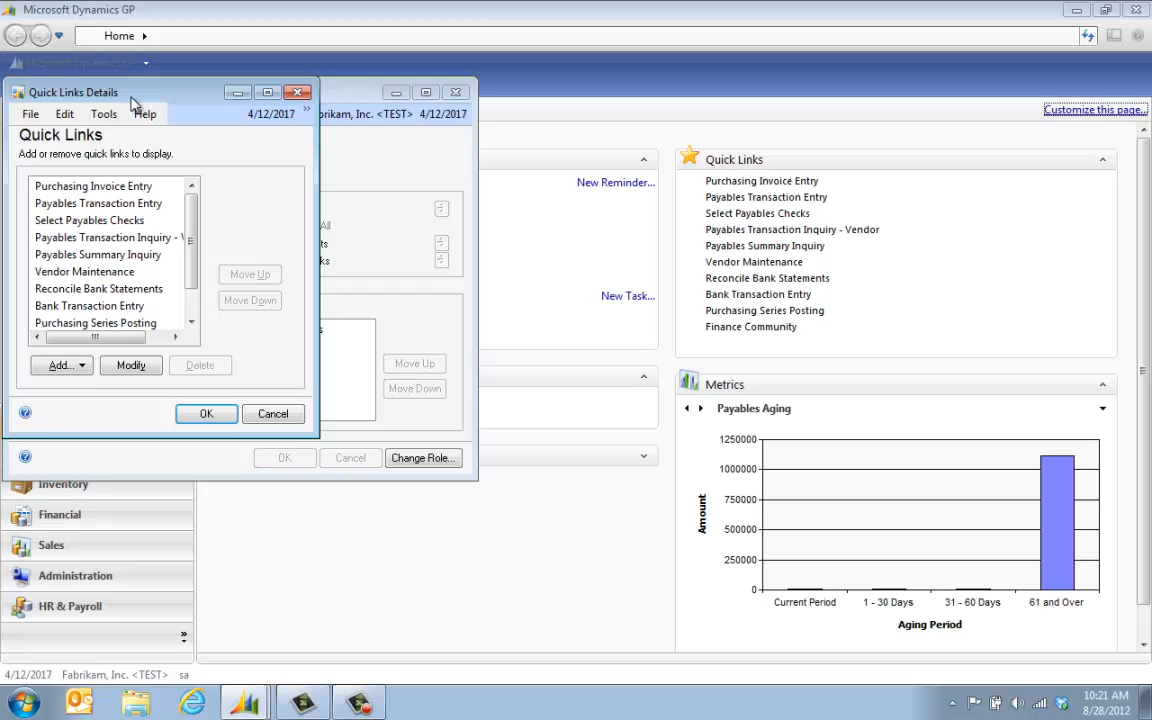 Microsoft Dynamics GP
Home
Customize this page...
Quick Links Details
File Edit Tools Help 4/12/2017 »
brikam, Inc. <TEST> 4/12/2017
Quick Links
Add or remove quick links to display.
Purchasing Invoice Entry
Payables Transaction Entry
Select Payables Checks
Payables Transaction Inquiry - V
Payables Summary Inquiry
Vendor Maintenance
Reconcile Bank Statements
Bank Transaction Entry
Purchasing Series Posting
Move Up
Move Down
Add...
Modify
Delete
OK
Cancel
All
ts
ks
s
Move Up
Move Down
OK
Cancel
Change Role...
New Reminder...
New Task...
Quick Links
Purchasing Invoice Entry
Payables Transaction Entry
Select Payables Checks
Payables Transaction Inquiry - Vendor
Payables Summary Inquiry
Vendor Maintenance
Reconcile Bank Statements
Bank Transaction Entry
Purchasing Series Posting
Finance Community
Metrics
Payables Aging
1250000
1000000
750000
500000
250000
0
Amount
Current Period
1 - 30 Days
31 - 60 Days
61 and Over
Aging Period
Inventory
Financial
Sales
Administration
HR & Payroll
»
4/12/2017 Fabrikam, Inc. <TEST> sa
10:21 AM
8/28/2012